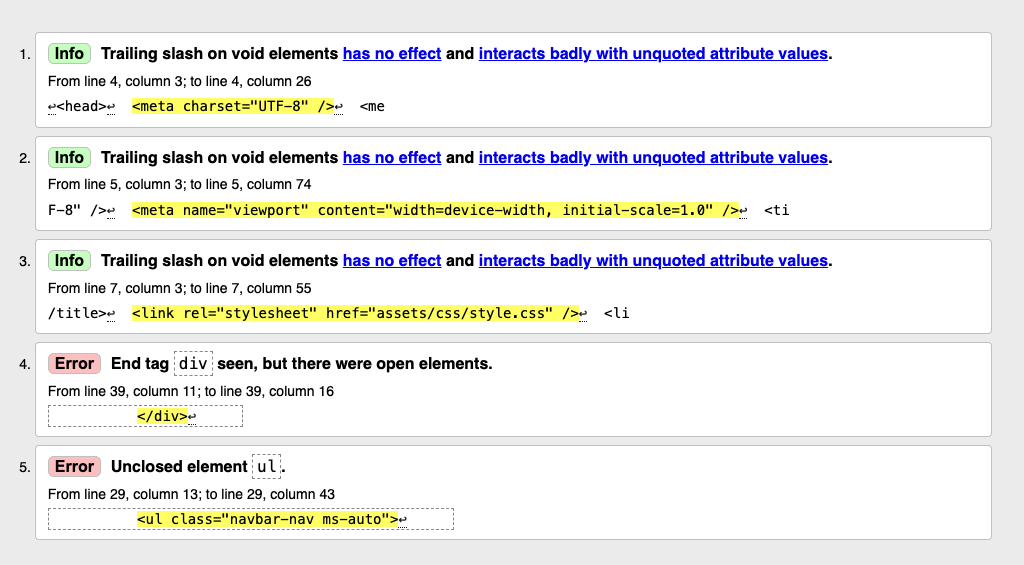 1. Info Trailing slash on void elements has no effect and interacts badly with unquoted attribute values.
From line 4, column 3; to line 4, column 26
↩<head>↩  <meta charset="UTF-8" />↩  <me
2. Info Trailing slash on void elements has no effect and interacts badly with unquoted attribute values.
From line 5, column 3; to line 5, column 74
F-8" />↩  <meta name="viewport" content="width=device-width, initial-scale=1.0" />↩  <ti
3. Info Trailing slash on void elements has no effect and interacts badly with unquoted attribute values.
From line 7, column 3; to line 7, column 55
/title>↩  <link rel="stylesheet" href="assets/css/style.css" />↩  <li
4. Error End tag div seen, but there were open elements.
From line 39, column 11; to line 39, column 16
</div>↩
5. Error Unclosed element ul.
From line 29, column 13; to line 29, column 43
<ul class="navbar-nav ms-auto">↩